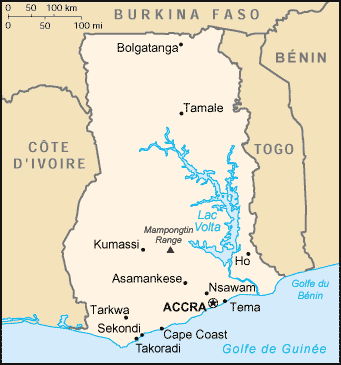 0 50 100 km
0 50 100 mi
BURKINA FASO
Bolgatanga
BÉNIN
Tamale
CÔTE
D'IVOIRE
TOGO
Lac
Volta
Mampongtin
Range
Kumassi
Ho
Asamankese
Nsawam
Golfe du
Bénin
ACCRA
Tema
Tarkwa
Sekondi
Cape Coast
Takoradi
Golfe de Guinée